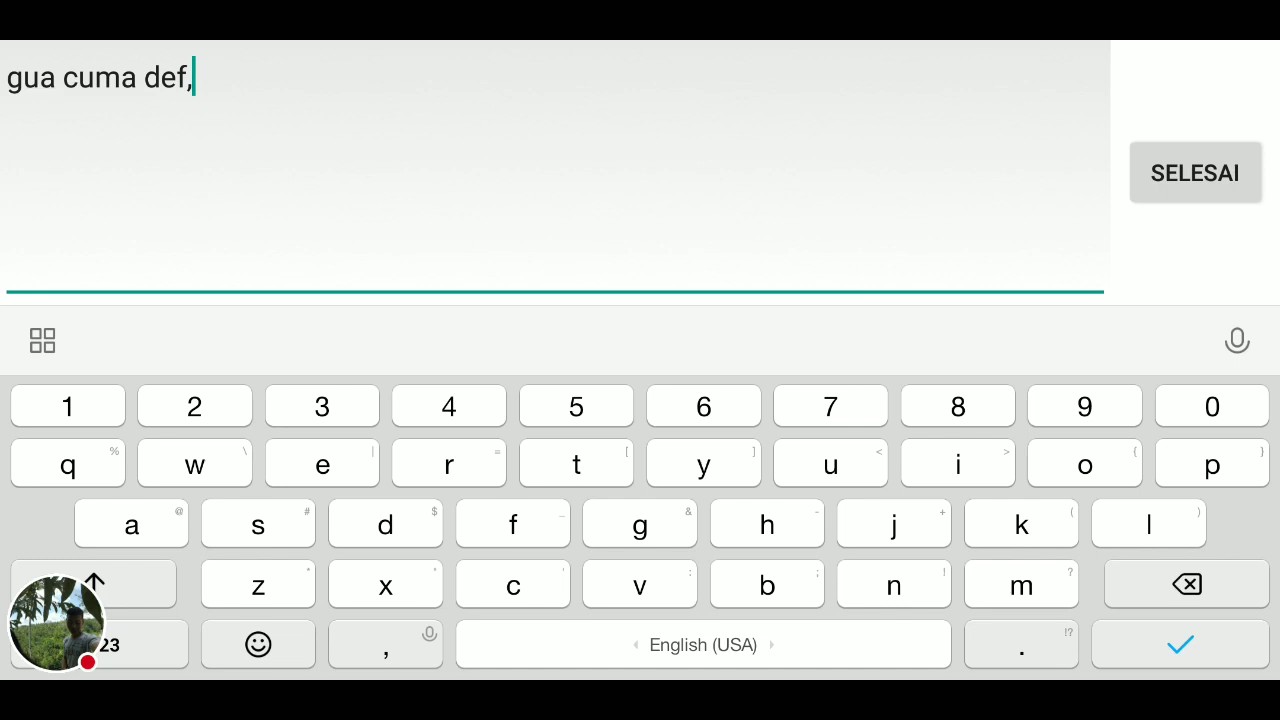 gua cuma def,
SELESAI
1 2 3 4 5 6 7 8 9 0
% \ | = [ ] < > { }
q w e r t y u i o p
@ # $ _ & - + ( )
a s d f g h j k l
* " ' : ; ! ?
z x c v b n m
23 , English (USA) !? .